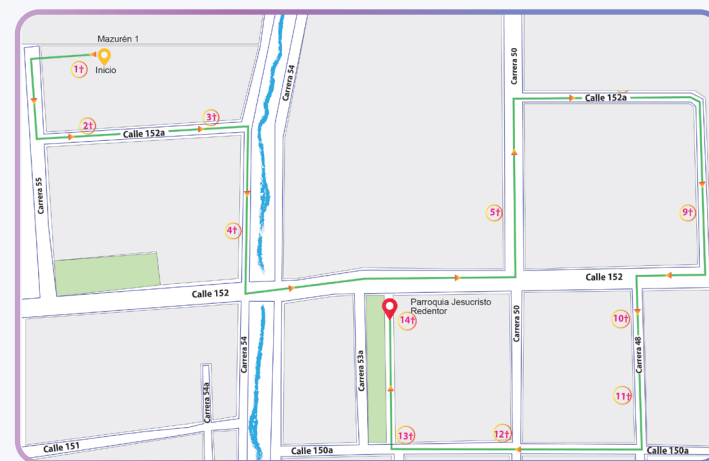 Mazurén 1
Inicio
1†
2†
3†
Calle 152a
Carrera 54
Carrera 50
Calle 152a
Carrera 55
4†
5†
9†
Calle 152
Calle 152
Parroquia Jesucristo
Redentor
14†
10†
Carrera 54
Carrera 53a
Carrera 50
Carrera 48
Carrera 54a
11†
13†
12†
Calle 151
Calle 150a
Calle 150a